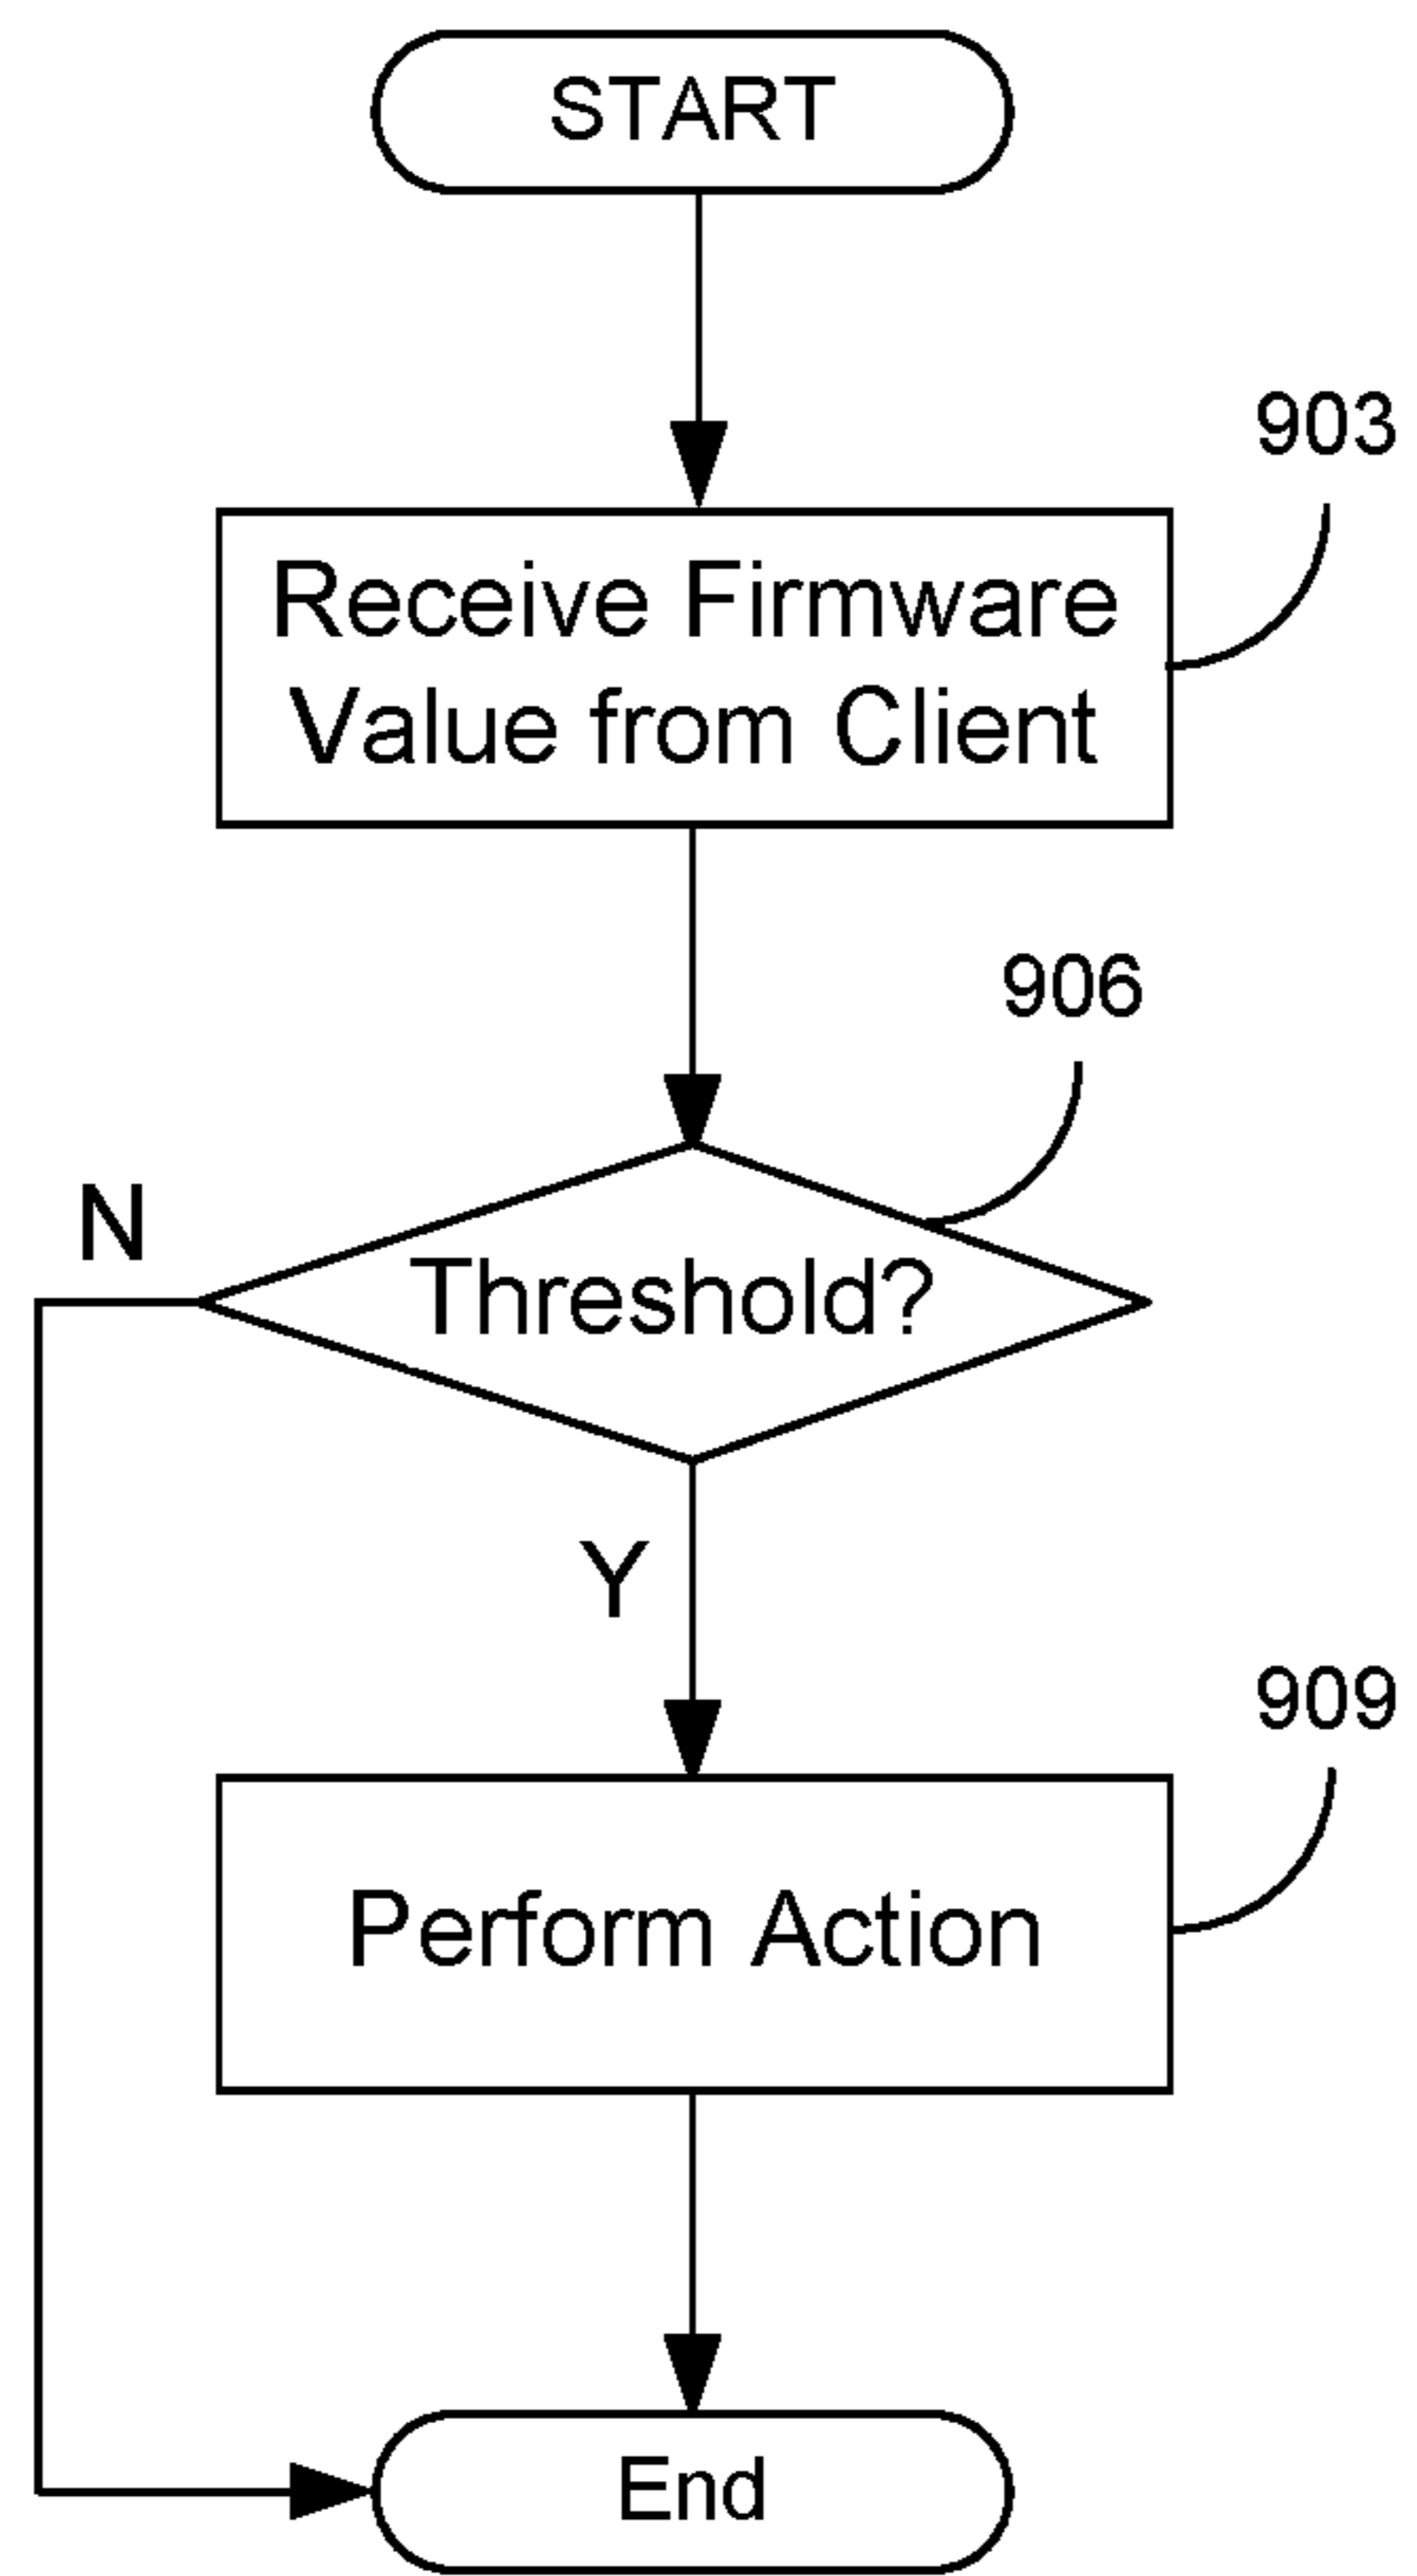 START
903
Receive Firmware
Value from Client
906
N
Threshold?
Y
909
Perform Action
End